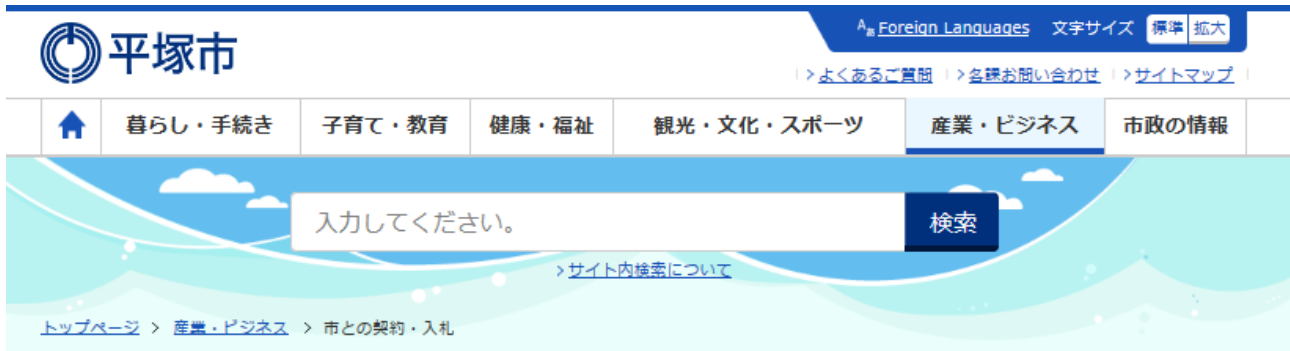 平塚市
Aあ Foreign Languages 文字サイズ 標準 拡大
>よくあるご質問 >各課お問い合わせ >サイトマップ
暮らし・手続き 子育て・教育 健康・福祉 観光・文化・スポーツ 産業・ビジネス 市政の情報
入力してください。 検索
>サイト内検索について
トップページ > 産業・ビジネス > 市との契約・入札